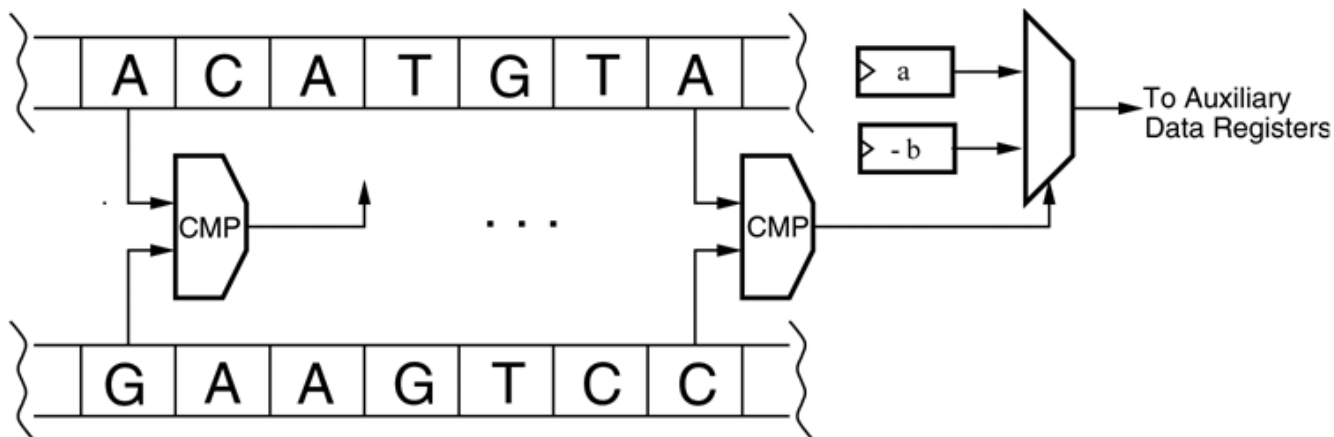 A C A T G T A
a
To Auxiliary
Data Registers
- b
CMP
. . .
CMP
G A A G T C C